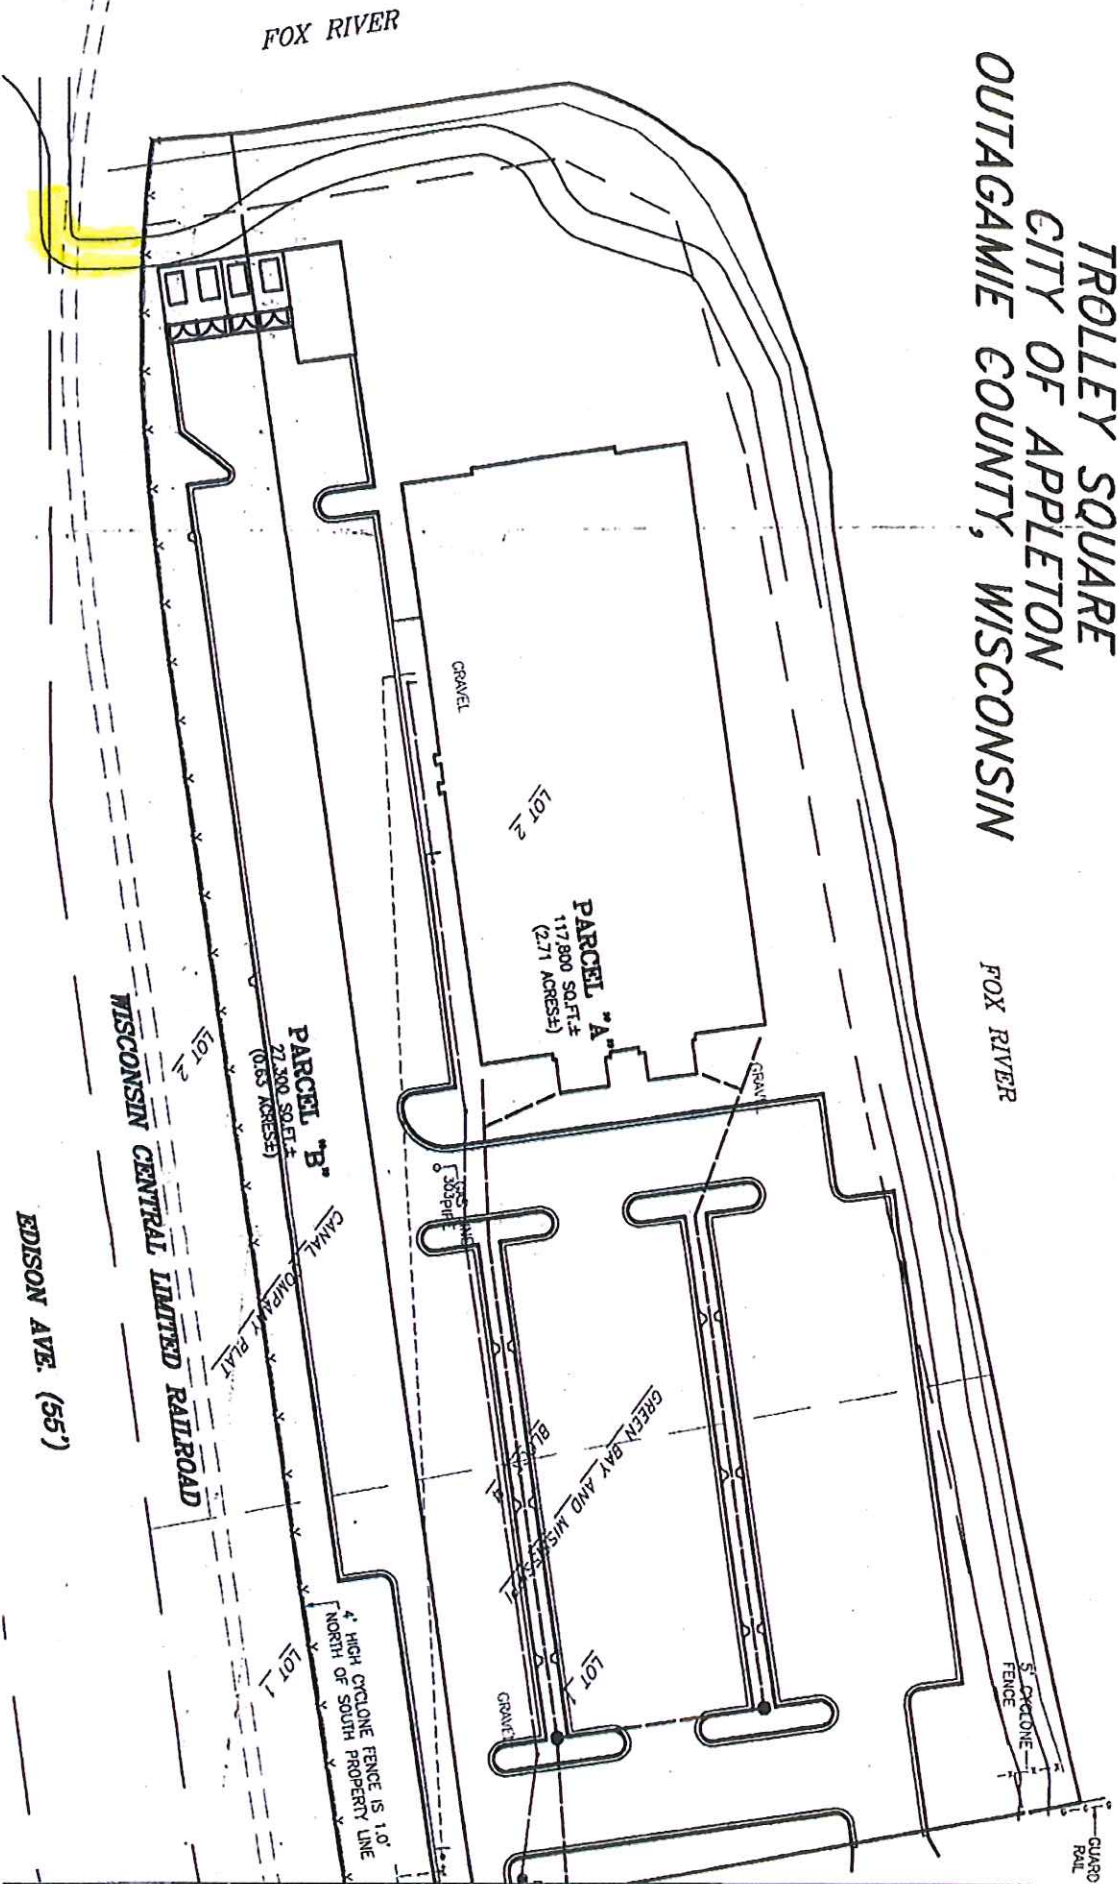 TROLLEY SQUARE
CITY OF APPLETON
OUTAGAMIE COUNTY, WISCONSIN
FOX RIVER
FOX RIVER
GRAVEL
LOT 2
PARCEL "A"
117,800 SQ.FT.±
(2.71 ACRES±)
GRAV
PARCEL "B"
27,300 SQ.FT.±
(0.63 ACRES±)
LOT 2
WISCONSIN CENTRAL LIMITED RAILROAD
EDISON AVE. (55')
CANAL COMPANY PLAT
GREEN BAY AND MISSISSIPPI
LOT 1
LOT 1
GRAVEL
4' HIGH CYCLONE FENCE IS 1.0'
NORTH OF SOUTH PROPERTY LINE
5' CYCLONE
FENCE
GUARD
RAIL